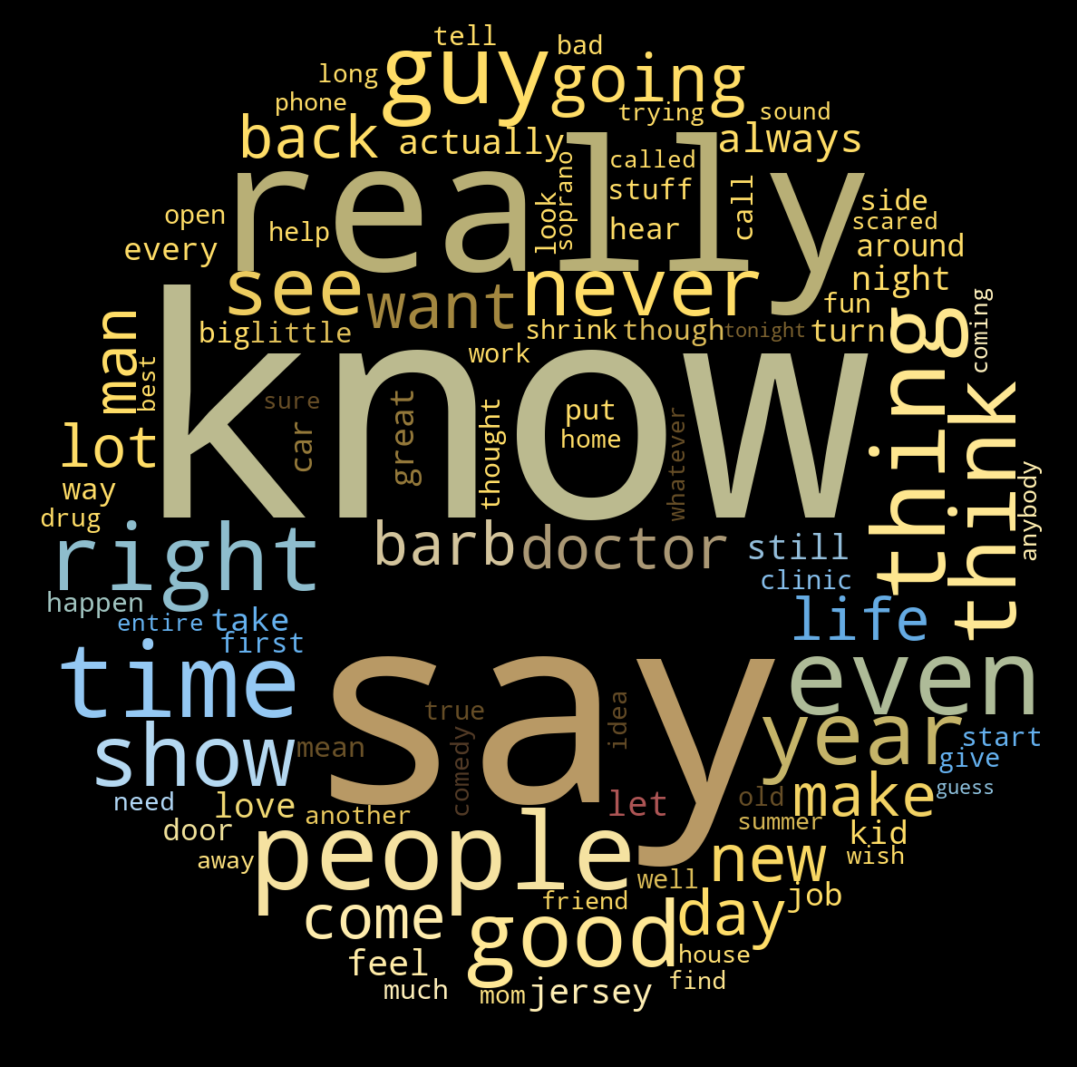 tell
bad
guy
going
long
phone
trying
sound
back
actually
always
really
called
soprano
stuff
call
look
hear
side
scared
open
help
every
around
night
see
want
never
fun
big
little
shrink
though
tonight
turn
coming
man
best
work
know
thing
think
sure
car
great
thought
put
home
whatever
lot
way
drug
anybody
right
barb
doctor
still
clinic
happen
entire
take
first
life
time
say
even
show
mean
true
comedy
idea
year
start
give
guess
need
love
another
let
old
make
summer
kid
wish
door
away
people
new
well
job
friend
day
come
good
house
feel
much
mom
jersey
find